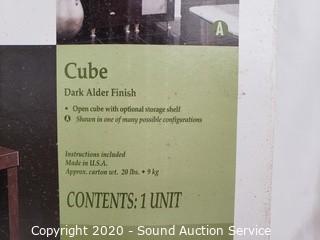 A
Cube
Dark Alder Finish
• Open cube with optional storage shelf
A Shown in one of many possible configurations
Instructions included
Made in U.S.A.
Approx. carton wt. 20 lbs. • 9 kg
CONTENTS: 1 UNIT
Copyright 2020 - Sound Auction Service